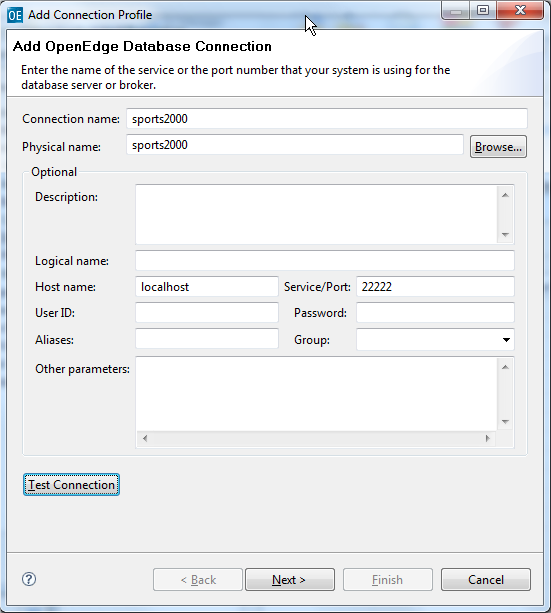 OE Add Connection Profile
Add OpenEdge Database Connection
Enter the name of the service or the port number that your system is using for the
database server or broker.
Connection name: sports2000
Physical name: sports2000 Browse...
Optional
Description:
Logical name:
Host name: localhost Service/Port: 22222
User ID: Password:
Aliases: Group:
Other parameters:
Test Connection
? < Back Next > Finish Cancel